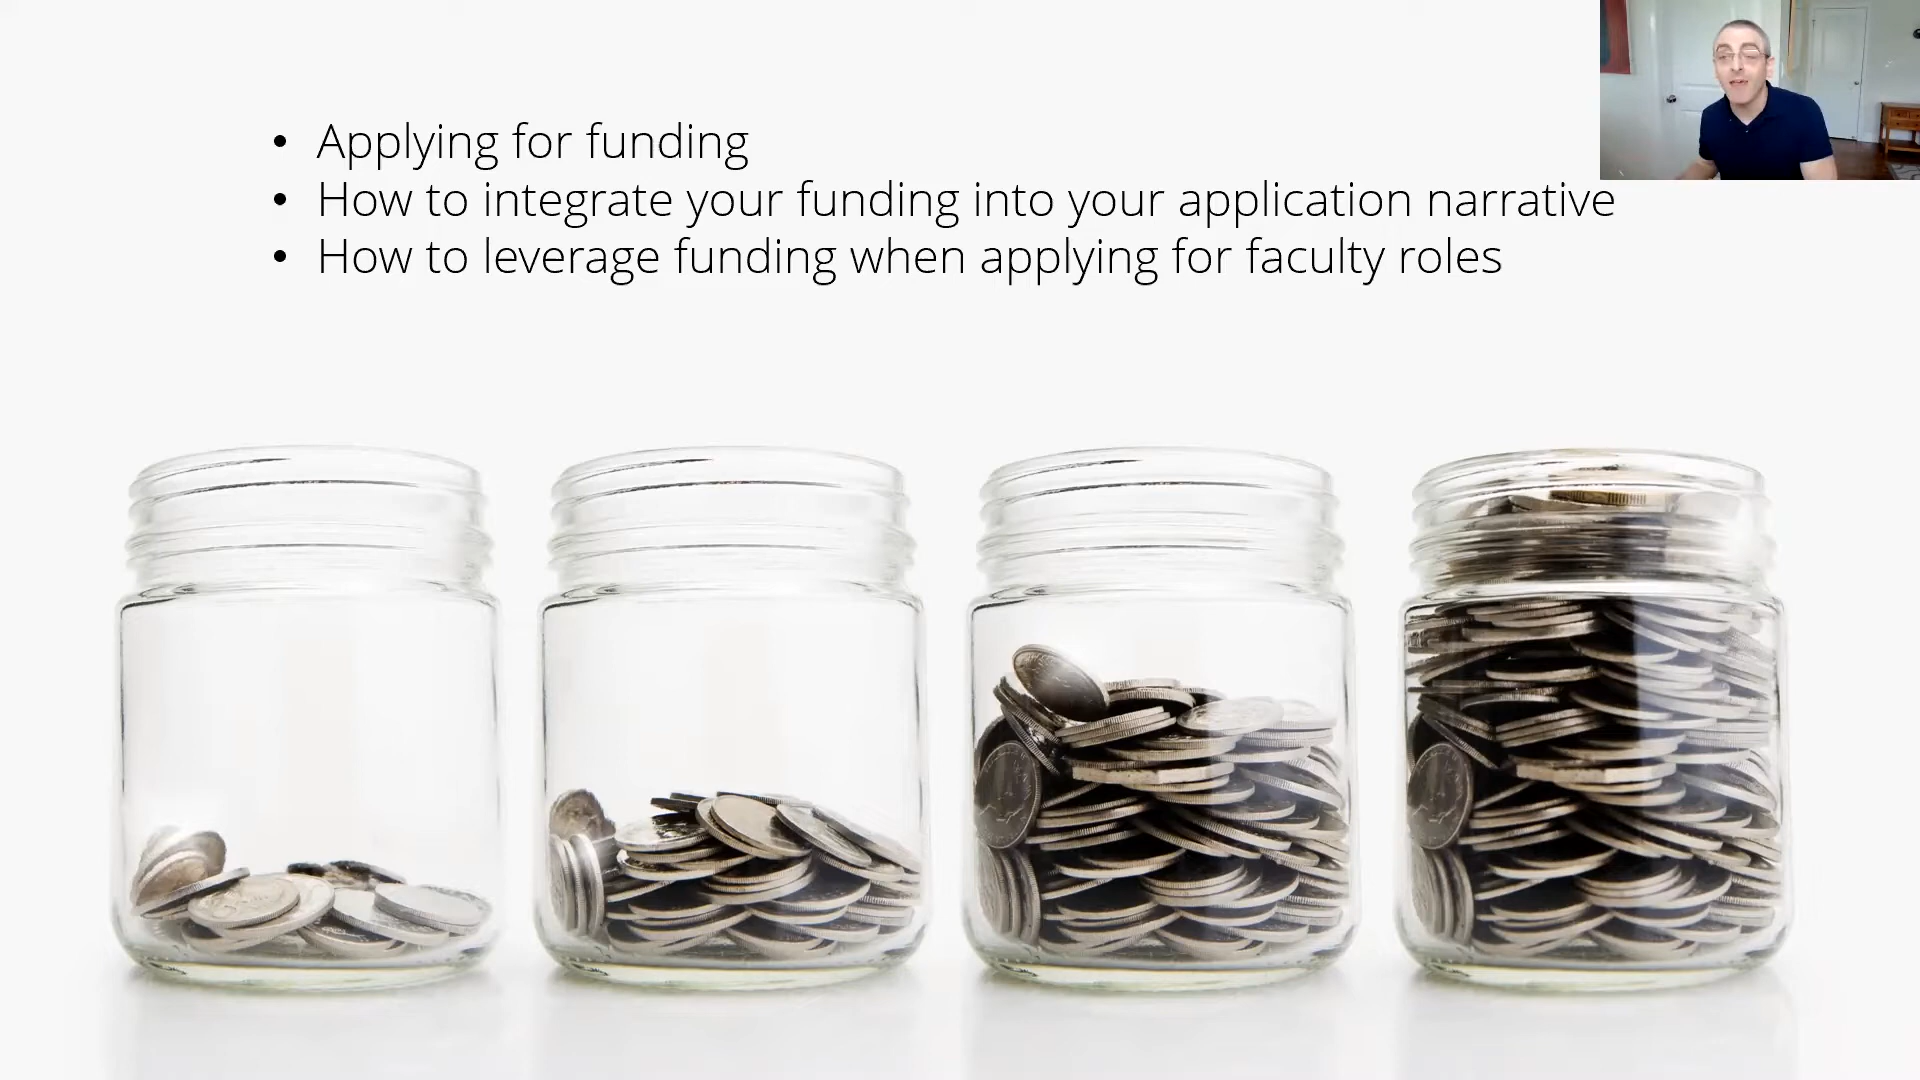 • Applying for funding
• How to integrate your funding into your application narrative
• How to leverage funding when applying for faculty roles